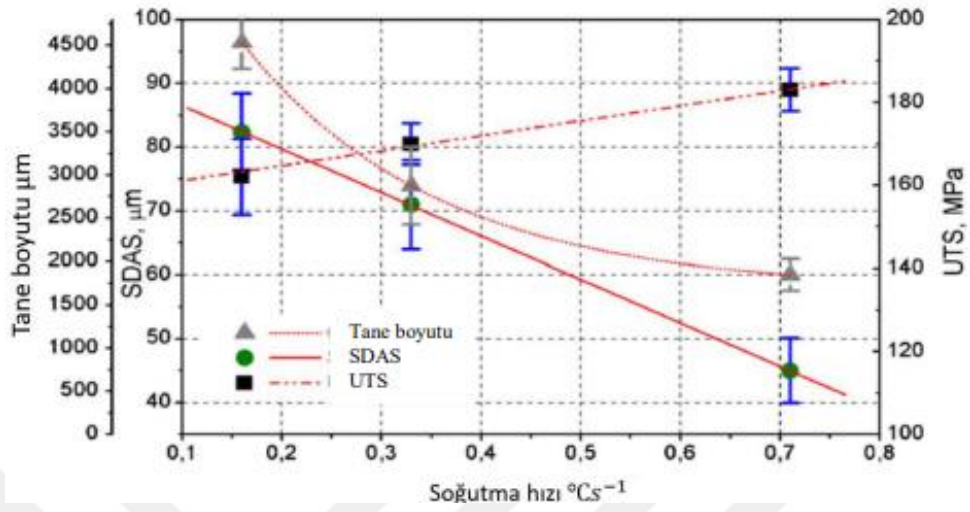 Tane boyutu µm
4500
4000
3500
3000
2500
2000
1500
1000
500
0
SDAS, µm
100
90
80
70
60
50
40
UTS, MPa
200
180
160
140
120
100
Tane boyutu
SDAS
UTS
0,1 0,2 0,3 0,4 0,5 0,6 0,7 0,8
Soğutma hızı °Cs⁻¹